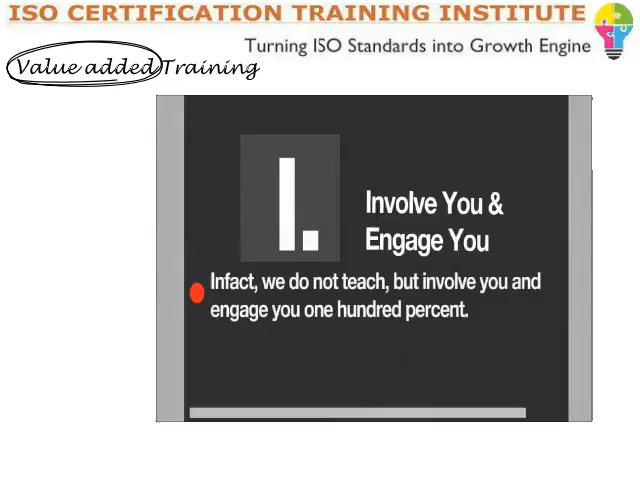 ISO CERTIFICATION TRAINING INSTITUTE
Turning ISO Standards into Growth Engine
Value added Training
I.
Involve You &
Engage You
Infact, we do not teach, but involve you and
engage you one hundred percent.